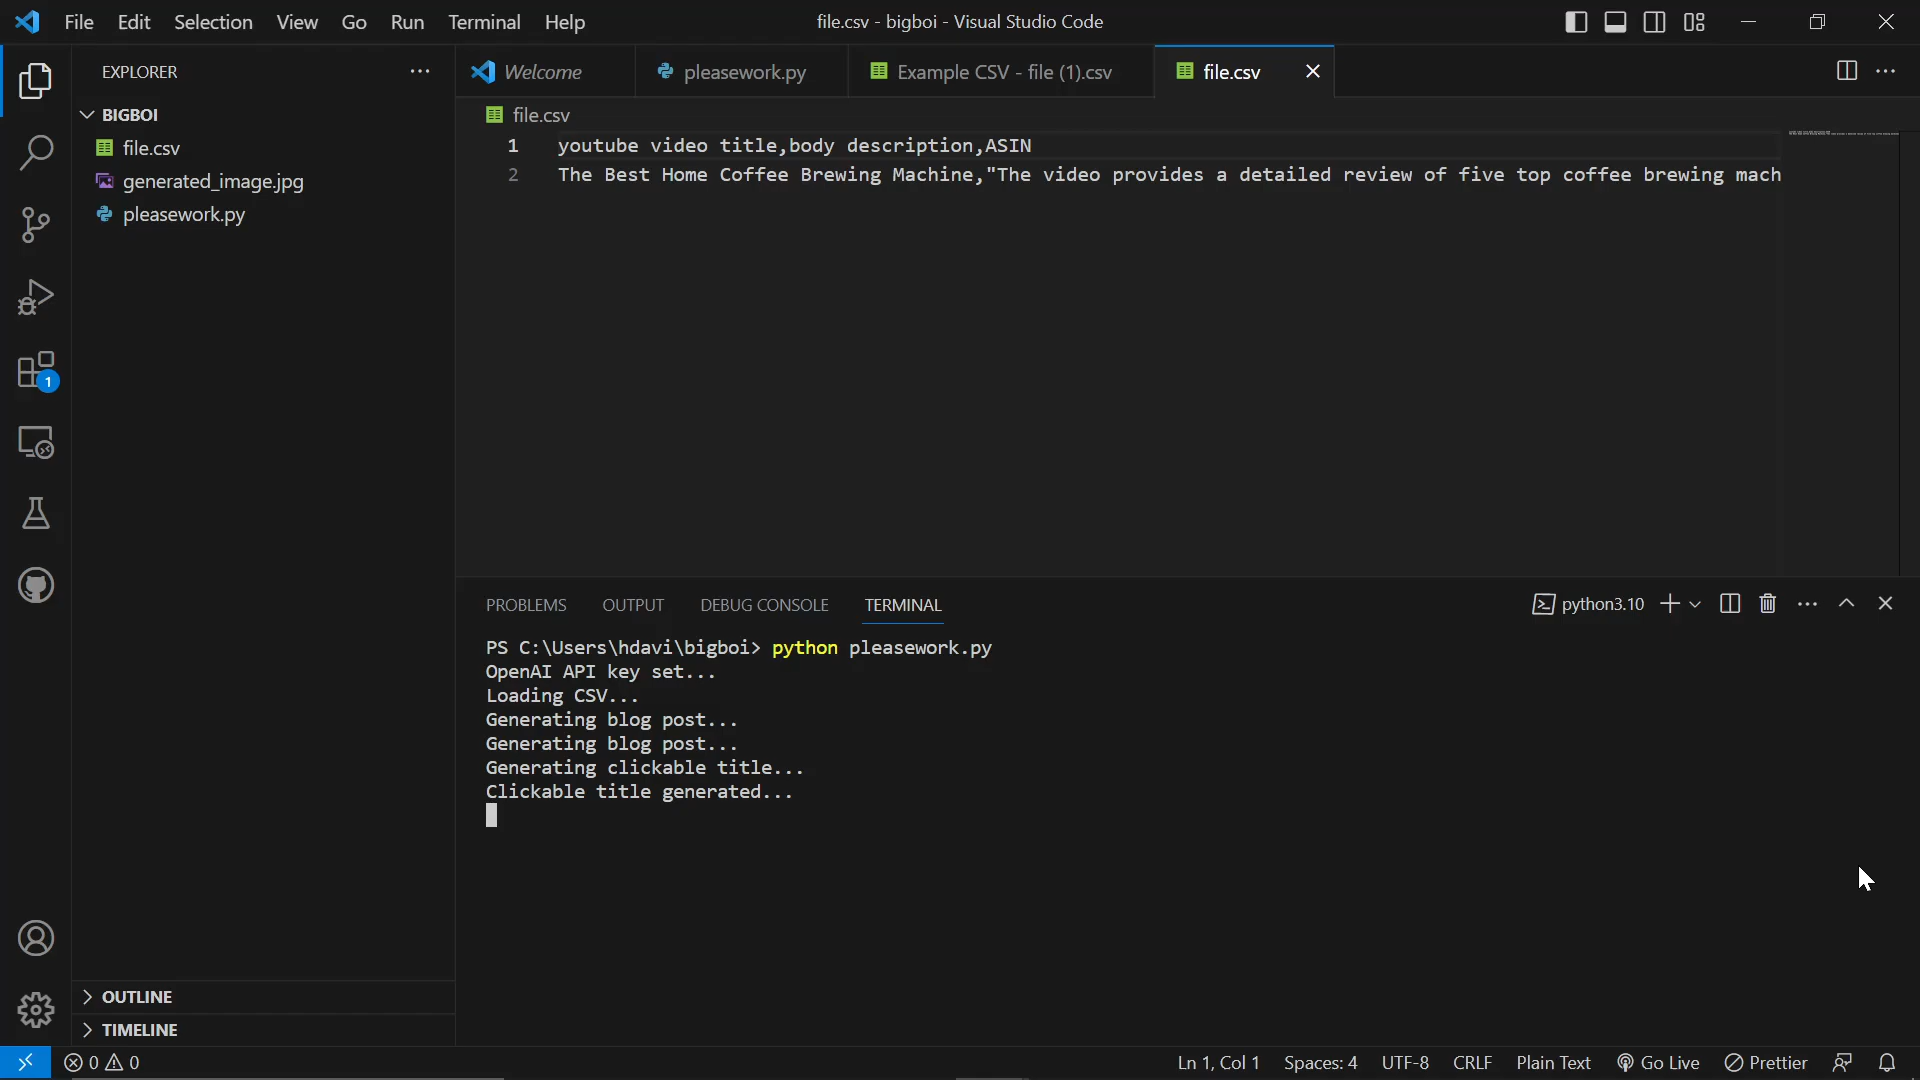 File Edit Selection View Go Run Terminal Help
file.csv - bigboi - Visual Studio Code
EXPLORER
BIGBOI
file.csv
generated_image.jpg
pleasework.py
1
OUTLINE
TIMELINE
Welcome
pleasework.py
Example CSV - file (1).csv
file.csv
file.csv
1 youtube video title,body description,ASIN
2 The Best Home Coffee Brewing Machine,"The video provides a detailed review of five top coffee brewing mach
PROBLEMS OUTPUT DEBUG CONSOLE TERMINAL
python3.10
PS C:\Users\hdavi\bigboi> python pleasework.py
OpenAI API key set...
Loading CSV...
Generating blog post...
Generating blog post...
Generating clickable title...
Clickable title generated...
0 0
Ln 1, Col 1 Spaces: 4 UTF-8 CRLF Plain Text Go Live Prettier